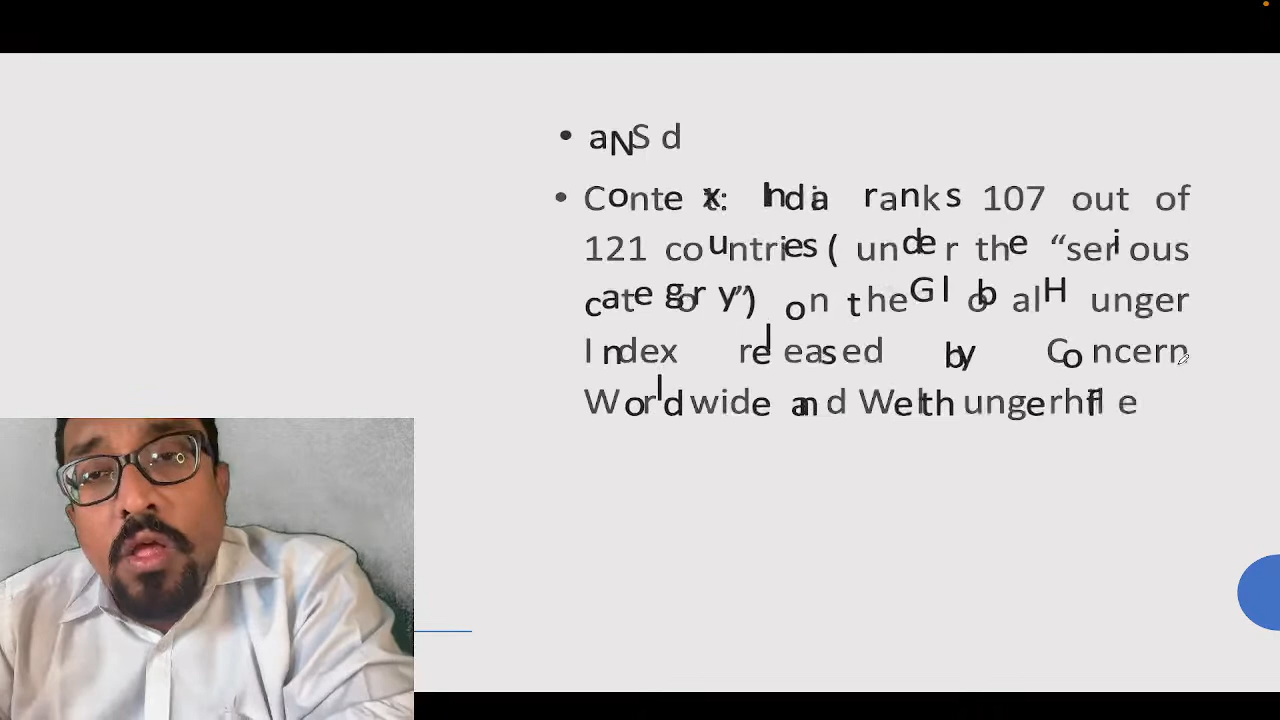 • aNS d
• Context: India ranks 107 out of
121 countries( under the “serious
category”) on the Global Hunger
Index released by Concern
Worldwide and Welthungerhilfe